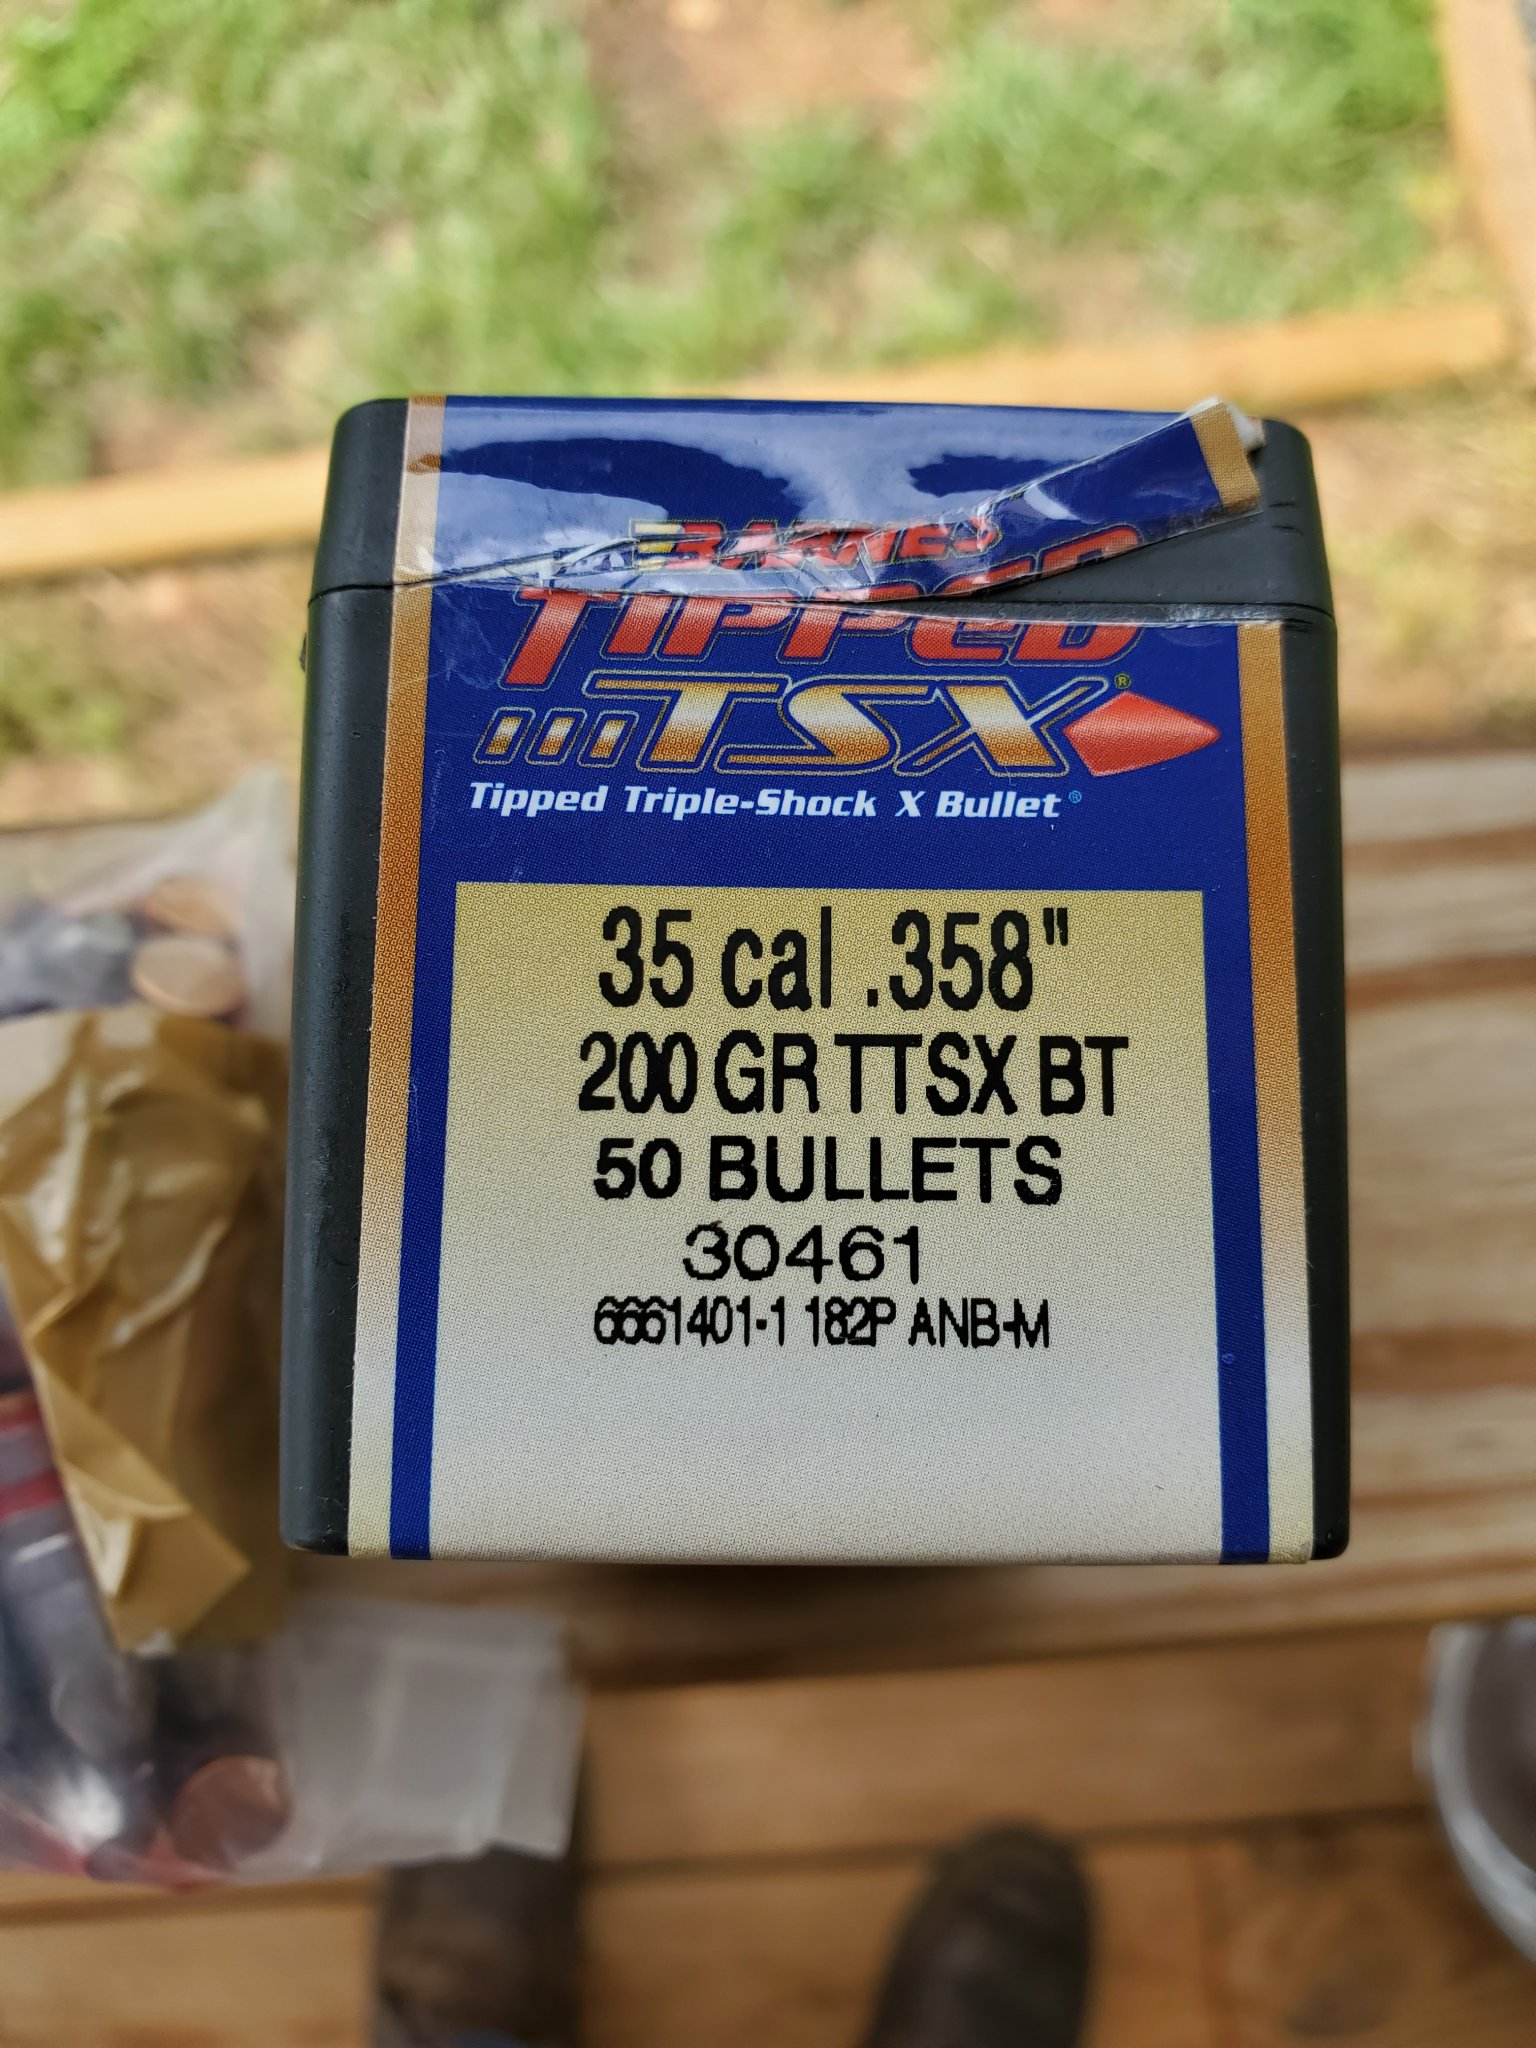 BARNES
TIPPED
TSX®
Tipped Triple-Shock X Bullet®
35 cal .358"
200 GR TTSX BT
50 BULLETS
30461
6661401-1 182P ANB-M